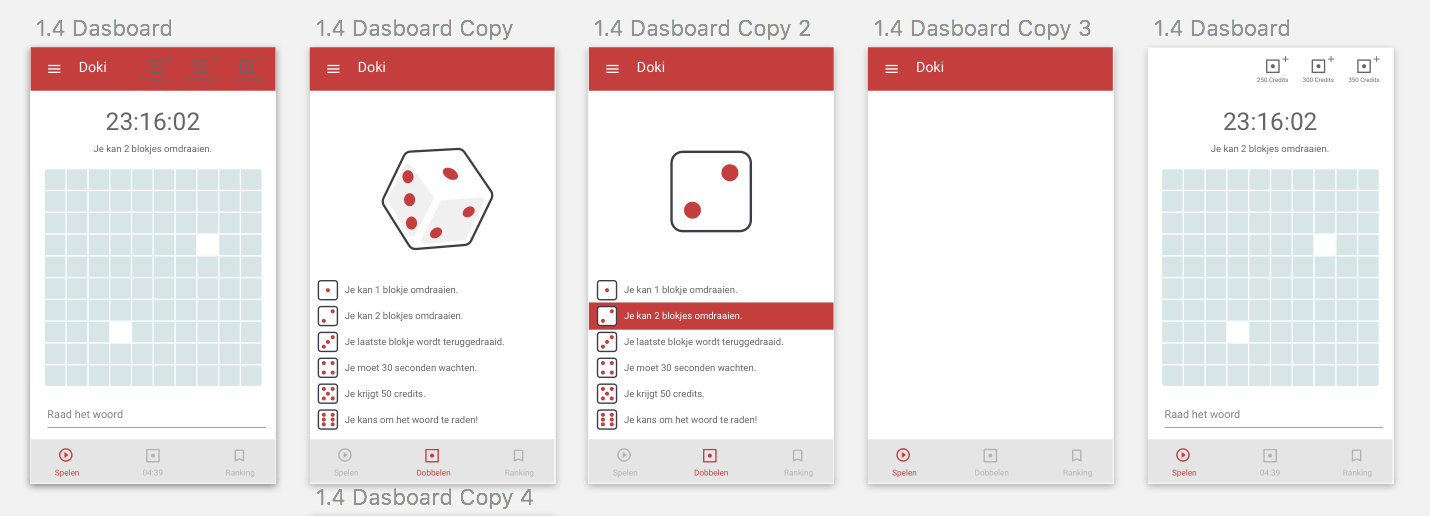 1.4 Dasboard
Doki
23:16:02
Je kan 2 blokjes omdraaien.
Raad het woord
Spelen
04:39
Ranking
1.4 Dasboard Copy
Doki
Je kan 1 blokje omdraaien.
Je kan 2 blokjes omdraaien.
Je laatste blokje wordt teruggedraaid.
Je moet 30 seconden wachten.
Je krijgt 50 credits.
Je kans om het woord te raden!
Spelen
Dobbelen
Ranking
1.4 Dasboard Copy 4
1.4 Dasboard Copy 2
Doki
Je kan 1 blokje omdraaien.
Je kan 2 blokjes omdraaien.
Je laatste blokje wordt teruggedraaid.
Je moet 30 seconden wachten.
Je krijgt 50 credits.
Je kans om het woord te raden!
Spelen
Dobbelen
Ranking
1.4 Dasboard Copy 3
Doki
Spelen
Dobbelen
Ranking
1.4 Dasboard
250 Credits
300 Credits
350 Credits
23:16:02
Je kan 2 blokjes omdraaien.
Raad het woord
Spelen
04:39
Ranking